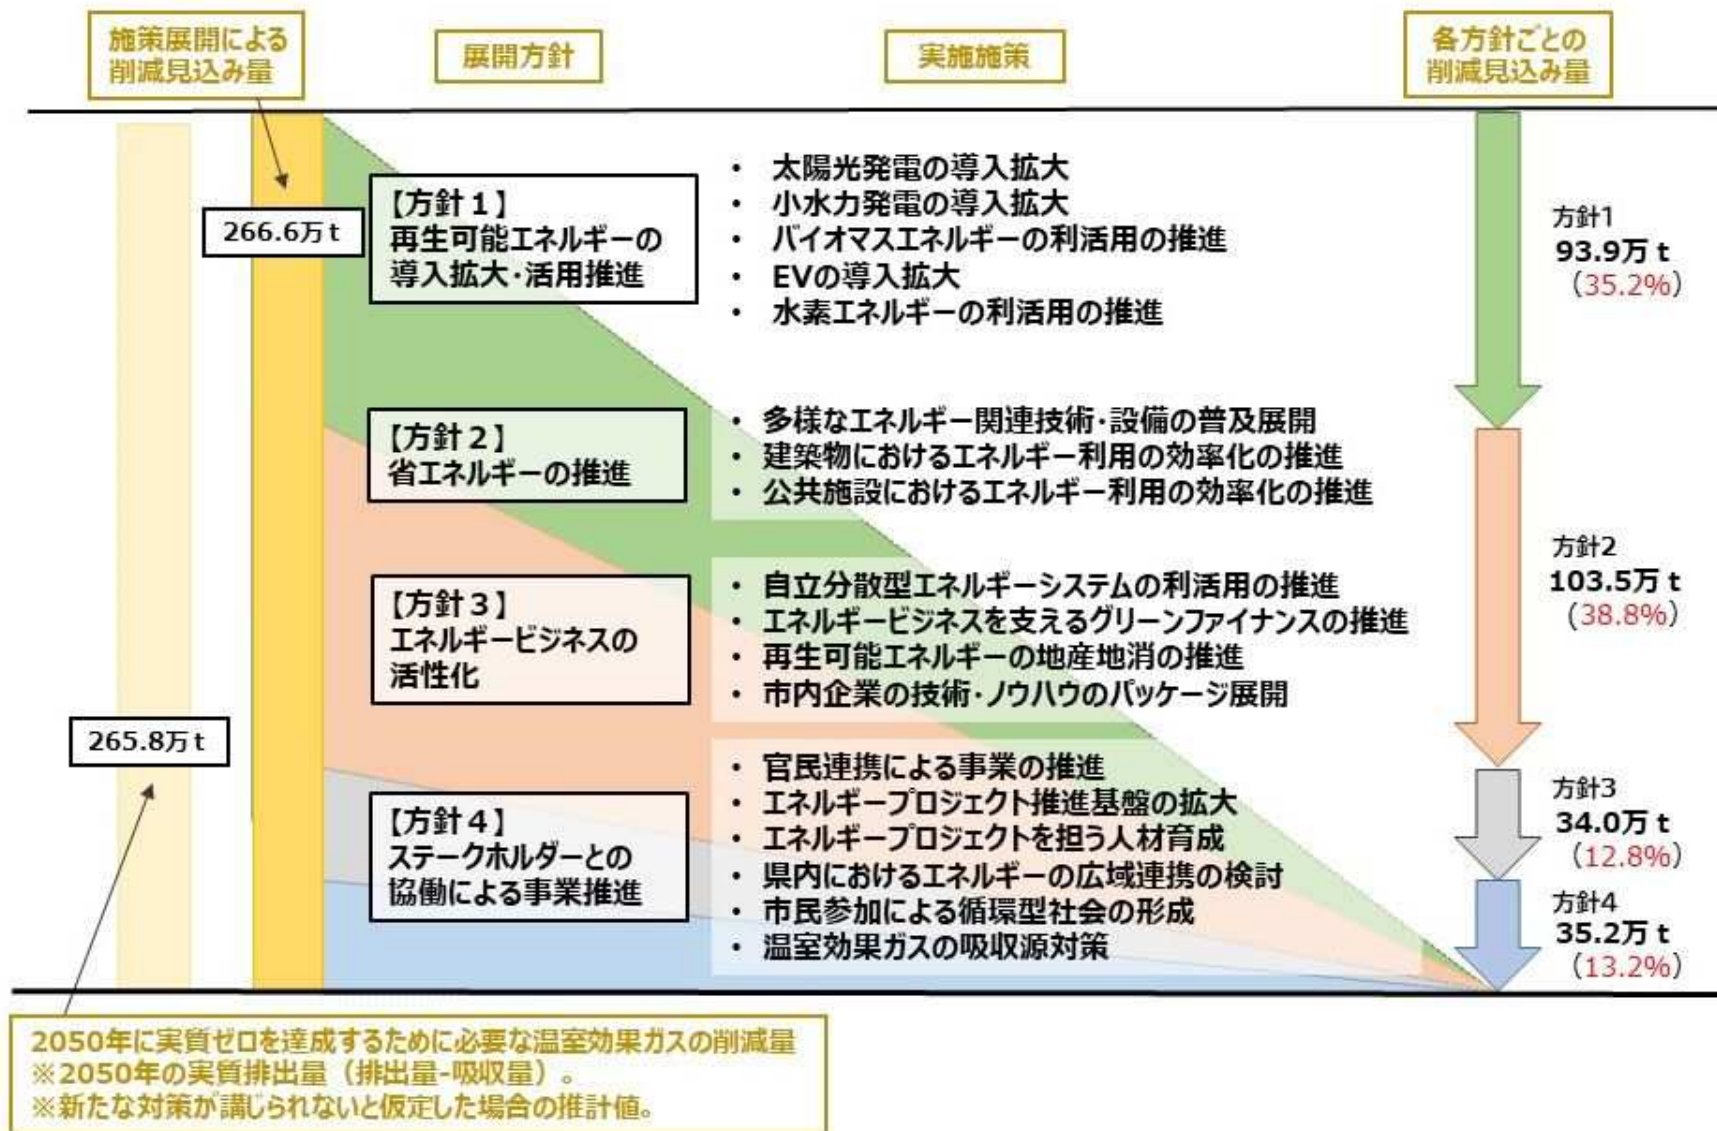 施策展開による
削減見込み量
展開方針
実施施策
各方針ごとの
削減見込み量
266.6万t
265.8万t
【方針1】
再生可能エネルギーの
導入拡大・活用推進
・ 太陽光発電の導入拡大
・ 小水力発電の導入拡大
・ バイオマスエネルギーの利活用の推進
・ EVの導入拡大
・ 水素エネルギーの利活用の推進
方針1
93.9万t
（35.2%）
【方針2】
省エネルギーの推進
・ 多様なエネルギー関連技術・設備の普及展開
・ 建築物におけるエネルギー利用の効率化の推進
・ 公共施設におけるエネルギー利用の効率化の推進
方針2
103.5万t
（38.8%）
【方針3】
エネルギービジネスの
活性化
・ 自立分散型エネルギーシステムの利活用の推進
・ エネルギービジネスを支えるグリーンファイナンスの推進
・ 再生可能エネルギーの地産地消の推進
・ 市内企業の技術・ノウハウのパッケージ展開
方針3
34.0万t
（12.8%）
【方針4】
ステークホルダーとの
協働による事業推進
・ 官民連携による事業の推進
・ エネルギープロジェクト推進基盤の拡大
・ エネルギープロジェクトを担う人材育成
・ 県内におけるエネルギーの広域連携の検討
・ 市民参加による循環型社会の形成
・ 温室効果ガスの吸収源対策
方針4
35.2万t
（13.2%）
2050年に実質ゼロを達成するために必要な温室効果ガスの削減量
※2050年の実質排出量（排出量-吸収量）。
※新たな対策が講じられないと仮定した場合の推計値。